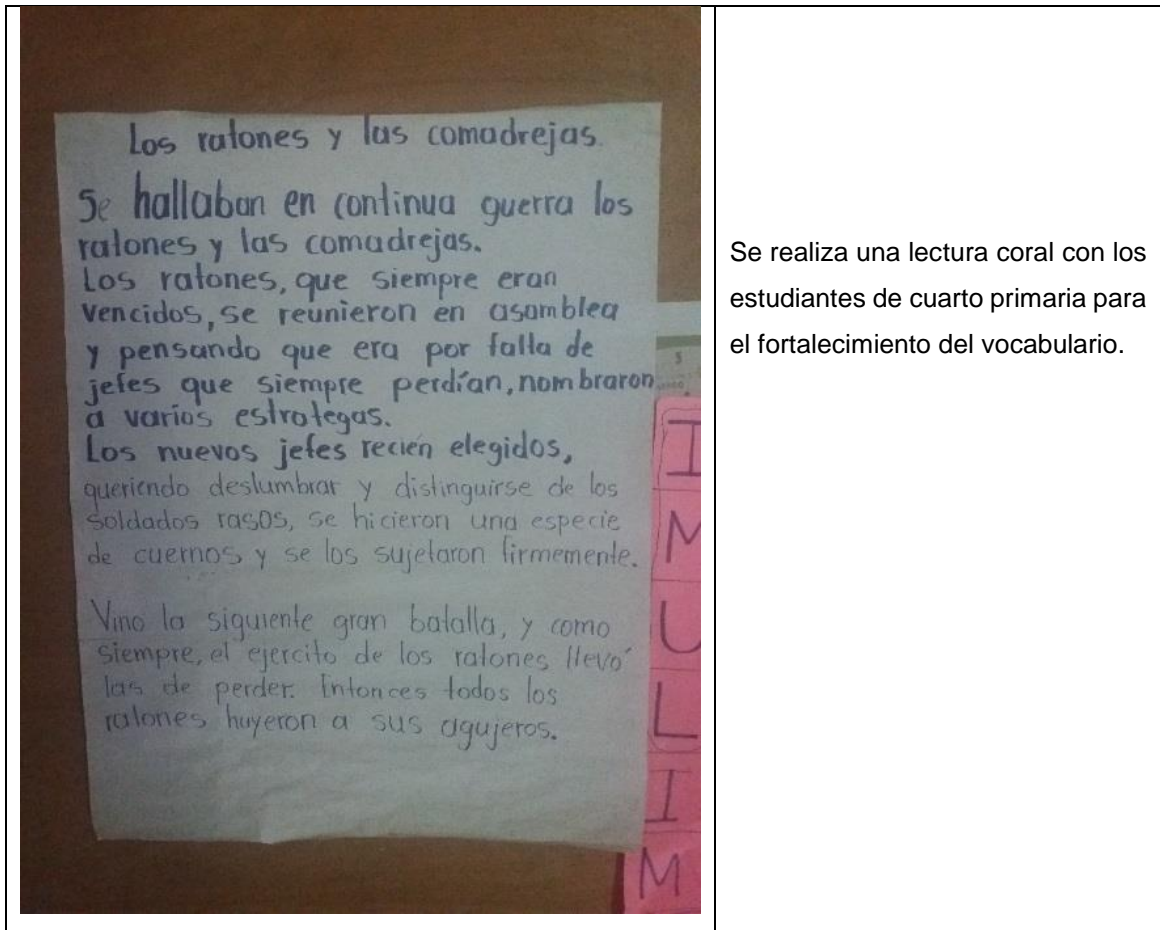 Los ratones y las comadrejas.
Se hallaban en continua guerra los
ratones y las comadrejas.
Los ratones, que siempre eran
vencidos, se reunieron en asamblea
y pensando que era por falta de
jefes que siempre perdían, nombraron
a varios estrategas.
Los nuevos jefes recién elegidos,
queriendo deslumbrar y distinguirse de los
soldados rasos, se hicieron una especie
de cuernos y se los sujetaron firmemente.
Vino la siguiente gran batalla, y como
siempre, el ejercito de los ratones llevó
las de perder. Entonces todos los
ratones huyeron a sus agujeros.
I
M
U
L
I
M
Se realiza una lectura coral con los
estudiantes de cuarto primaria para
el fortalecimiento del vocabulario.